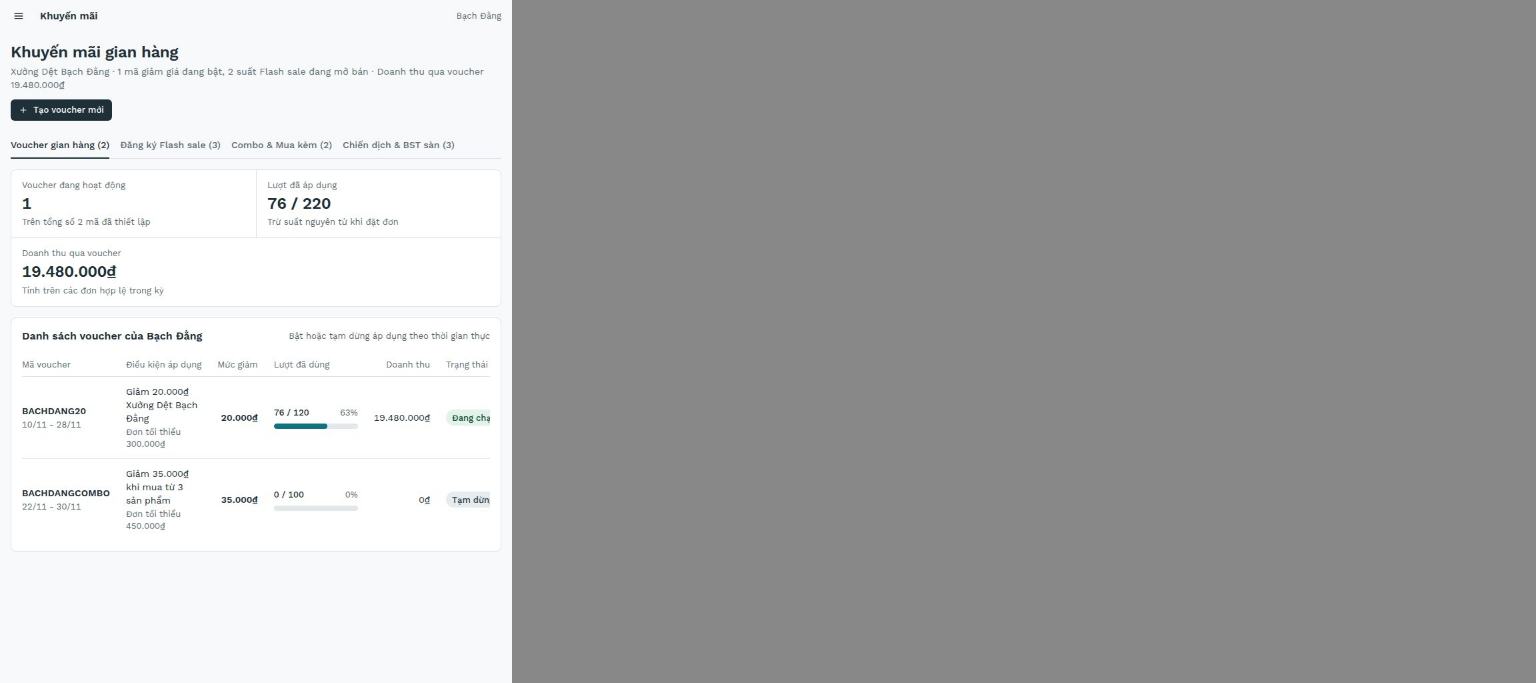 Khuyến mãi
Bạch Đằng
Khuyến mãi gian hàng
Xưởng Dệt Bạch Đằng · 1 mã giảm giá đang bật, 2 suất Flash sale đang mở bán · Doanh thu qua voucher
19.480.000₫
+ Tạo voucher mới
Voucher gian hàng (2)
Đăng ký Flash sale (3)
Combo & Mua kèm (2)
Chiến dịch & BST sàn (3)
Voucher đang hoạt động
1
Trên tổng số 2 mã đã thiết lập
Lượt đã áp dụng
76 / 220
Trừ suất nguyên tử khi đặt đơn
Doanh thu qua voucher
19.480.000₫
Tính trên các đơn hợp lệ trong kỳ
Danh sách voucher của Bạch Đằng
Bật hoặc tạm dừng áp dụng theo thời gian thực
Mã voucher
Điều kiện áp dụng
Mức giảm
Lượt đã dùng
Doanh thu
Trạng thái
BACHDANG20
10/11 - 28/11
Giảm 20.000₫
Xưởng Dệt Bạch
Đằng
Đơn tối thiểu
300.000₫
20.000₫
76 / 120
63%
19.480.000₫
Đang chạ
BACHDANGCOMBO
22/11 - 30/11
Giảm 35.000₫
khi mua từ 3
sản phẩm
Đơn tối thiểu
450.000₫
35.000₫
0 / 100
0%
0₫
Tạm dừn